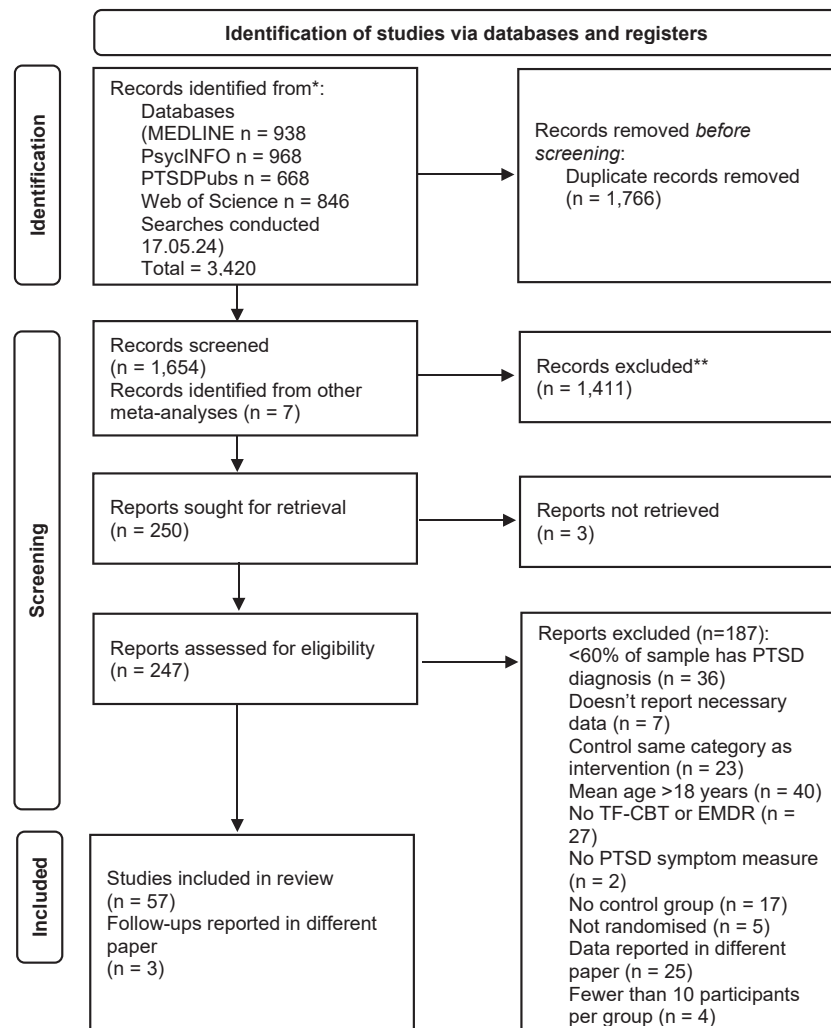 Identification of studies via databases and registers
Identification
Records identified from*:
Databases
(MEDLINE n = 938
PsycINFO n = 968
PTSDPubs n = 668
Web of Science n = 846
Searches conducted
17.05.24)
Total = 3,420
Records removed before
screening:
Duplicate records removed
(n = 1,766)
Screening
Records screened
(n = 1,654)
Records identified from other
meta-analyses (n = 7)
Records excluded**
(n = 1,411)
Reports sought for retrieval
(n = 250)
Reports not retrieved
(n = 3)
Reports assessed for eligibility
(n = 247)
Reports excluded (n=187):
<60% of sample has PTSD
diagnosis (n = 36)
Doesn’t report necessary
data (n = 7)
Control same category as
intervention (n = 23)
Mean age >18 years (n = 40)
No TF-CBT or EMDR (n =
27)
No PTSD symptom measure
(n = 2)
No control group (n = 17)
Not randomised (n = 5)
Data reported in different
paper (n = 25)
Fewer than 10 participants
per group (n = 4)
Included
Studies included in review
(n = 57)
Follow-ups reported in different
paper
(n = 3)